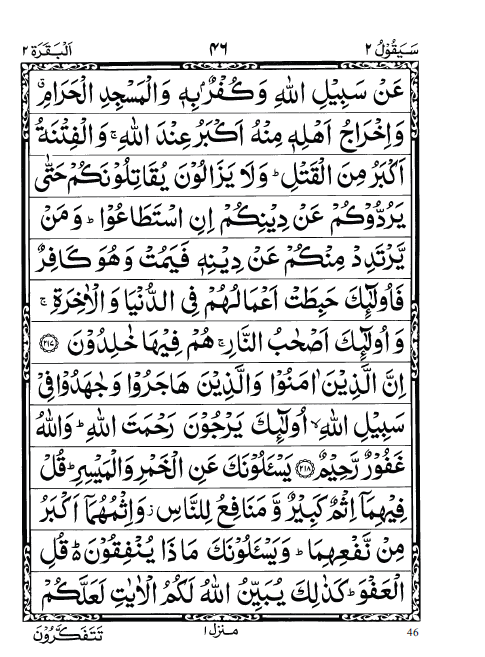 سَيَقُوْلُ ٢ ٤٦ اَلْبَقَرَة ٢
عَنْ سَبِيْلِ اللّٰهِ وَكُفْرٌۢ بِهٖ وَالْمَسْجِدِ الْحَرَامِ ۗ
وَاِخْرَاجُ اَهْلِهٖ مِنْهُ اَكْبَرُ عِنْدَ اللّٰهِ ۚ وَالْفِتْنَةُ
اَكْبَرُ مِنَ الْقَتْلِ ؕ وَلَا يَزَالُوْنَ يُقَاتِلُوْنَكُمْ حَتّٰى
يَرُدُّوْكُمْ عَنْ دِيْنِكُمْ اِنِ اسْتَطَاعُوْا ؕ وَمَنْ
يَّرْتَدِدْ مِنْكُمْ عَنْ دِيْنِهٖ فَيَمُتْ وَهُوَ كَافِرٌ
فَاُولٰٓئِكَ حَبِطَتْ اَعْمَالُهُمْ فِى الدُّنْيَا وَالْاٰخِرَةِ ۚ
وَاُولٰٓئِكَ اَصْحٰبُ النَّارِ ۚ هُمْ فِيْهَا خٰلِدُوْنَ ﴿٢١٧﴾
اِنَّ الَّذِيْنَ اٰمَنُوْا وَالَّذِيْنَ هَاجَرُوْا وَجٰهَدُوْا فِىْ
سَبِيْلِ اللّٰهِ ۙ اُولٰٓئِكَ يَرْجُوْنَ رَحْمَتَ اللّٰهِ ؕ وَاللّٰهُ
غَفُوْرٌ رَّحِيْمٌ ﴿٢١٨﴾ يَسْـَٔلُوْنَكَ عَنِ الْخَمْرِ وَالْمَيْسِرِ ؕ قُلْ
فِيْهِمَاۤ اِثْمٌ كَبِيْرٌ وَّ مَنَافِعُ لِلنَّاسِ ز وَاِثْمُهُمَاۤ اَكْبَرُ
مِنْ نَّفْعِهِمَا ؕ وَيَسْـَٔلُوْنَكَ مَاذَا يُنْفِقُوْنَ ؕ۬ قُلِ
الْعَفْوَ ؕ كَذٰلِكَ يُبَيِّنُ اللّٰهُ لَكُمُ الْاٰيٰتِ لَعَلَّكُمْ
تَتَفَكَّرُوْنَ منزل ١ 46